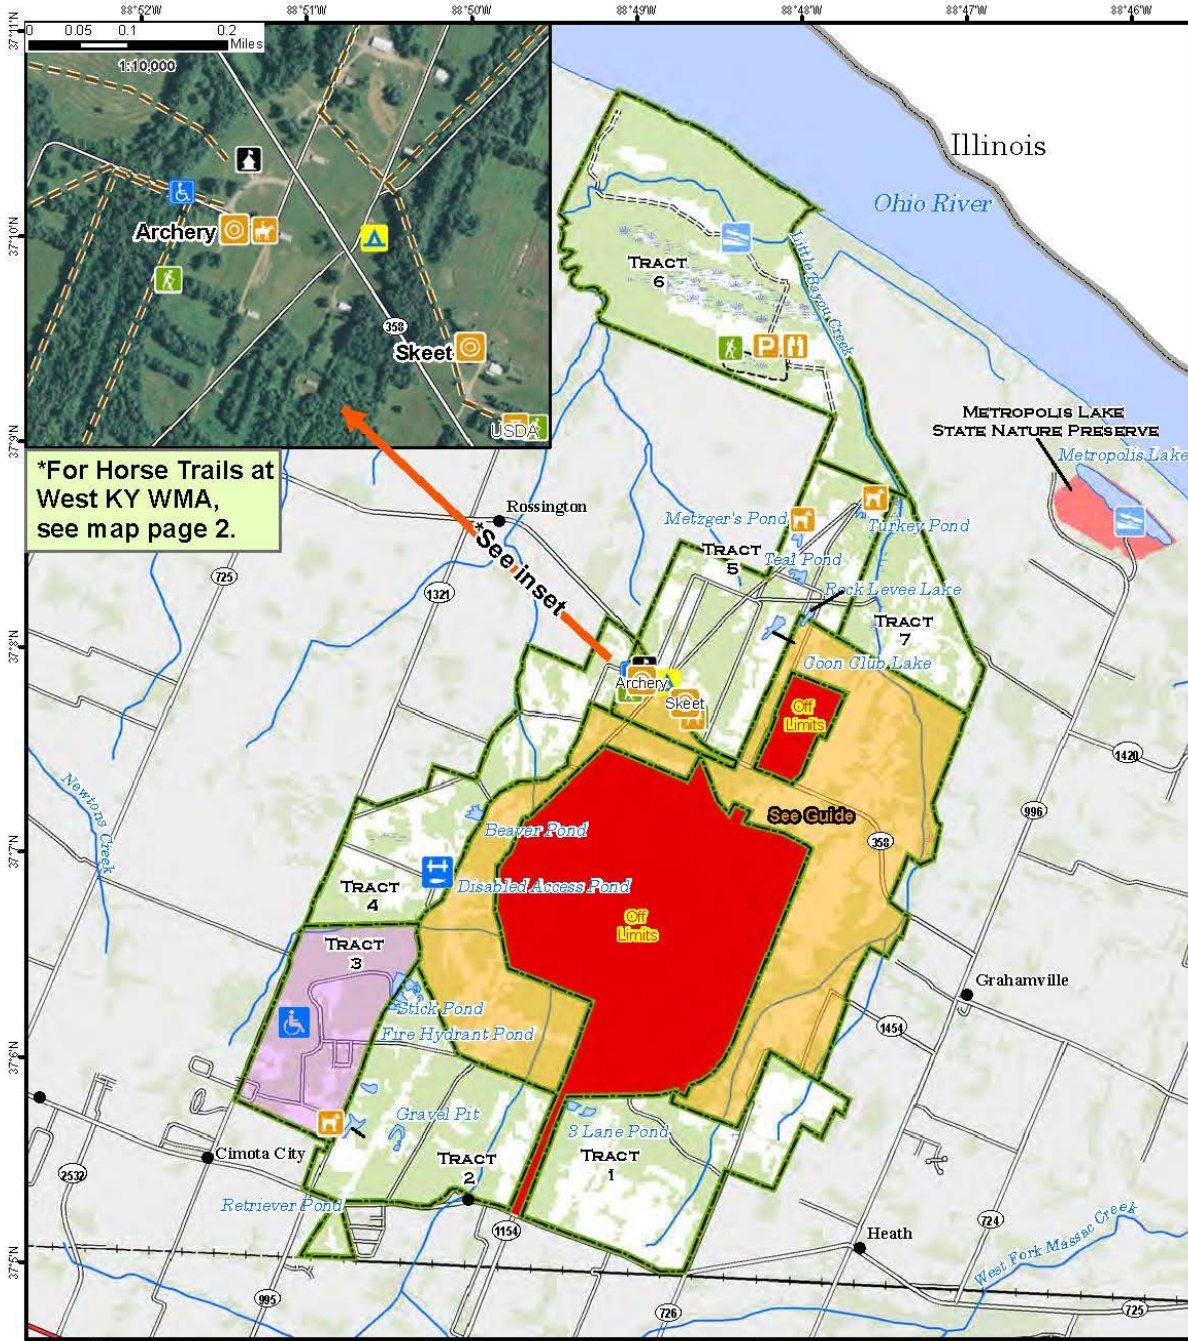 88°52'W
88°51'W
88°50'W
88°49'W
88°48'W
88°47'W
88°46'W
37°11'N
0 0.05 0.1 0.2
Miles
1:10,000
Archery
358
Skeet
USDA
37°10'N
37°9'N
37°8'N
37°7'N
37°6'N
37°5'N
*For Horse Trails at
West KY WMA,
see map page 2.
*See inset
Illinois
Ohio River
Little Bayou Creek
TRACT
6
P
METROPOLIS LAKE
STATE NATURE PRESERVE
Metropolis Lake
Rossington
Metzger's Pond
Turkey Pond
TRACT
5
Teal Pond
Rock Levee Lake
725
1321
TRACT
7
Coon Club Lake
Archery
Skeet
Off
Limits
1420
Newtons Creek
See Guide
996
Beaver Pond
358
TRACT
4
Disabled Access Pond
Off
Limits
TRACT
3
Grahamville
Stick Pond
1454
Fire Hydrant Pond
Gravel Pit
3 Lane Pond
Cimota City
TRACT
2
TRACT
1
2532
Retriever Pond
1154
724
Heath
West Fork Massac Creek
995
726
725